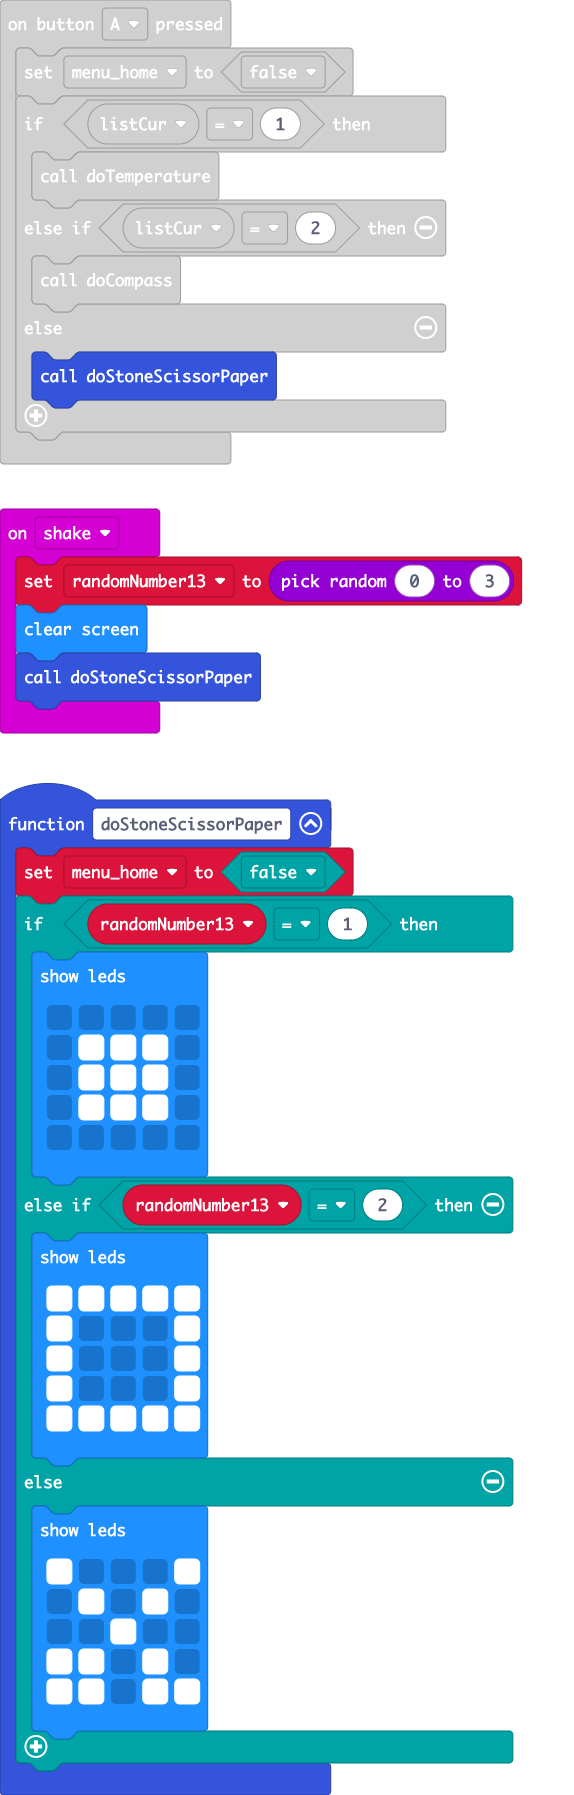 on button A pressed
set menu_home to false
if listCur = 1 then
call doTemperature
else if listCur = 2 then
call doCompass
else
call doStoneScissorPaper
on shake
set randomNumber13 to pick random 0 to 3
clear screen
call doStoneScissorPaper
function doStoneScissorPaper
set menu_home to false
if randomNumber13 = 1 then
show leds
else if randomNumber13 = 2 then
show leds
else
show leds